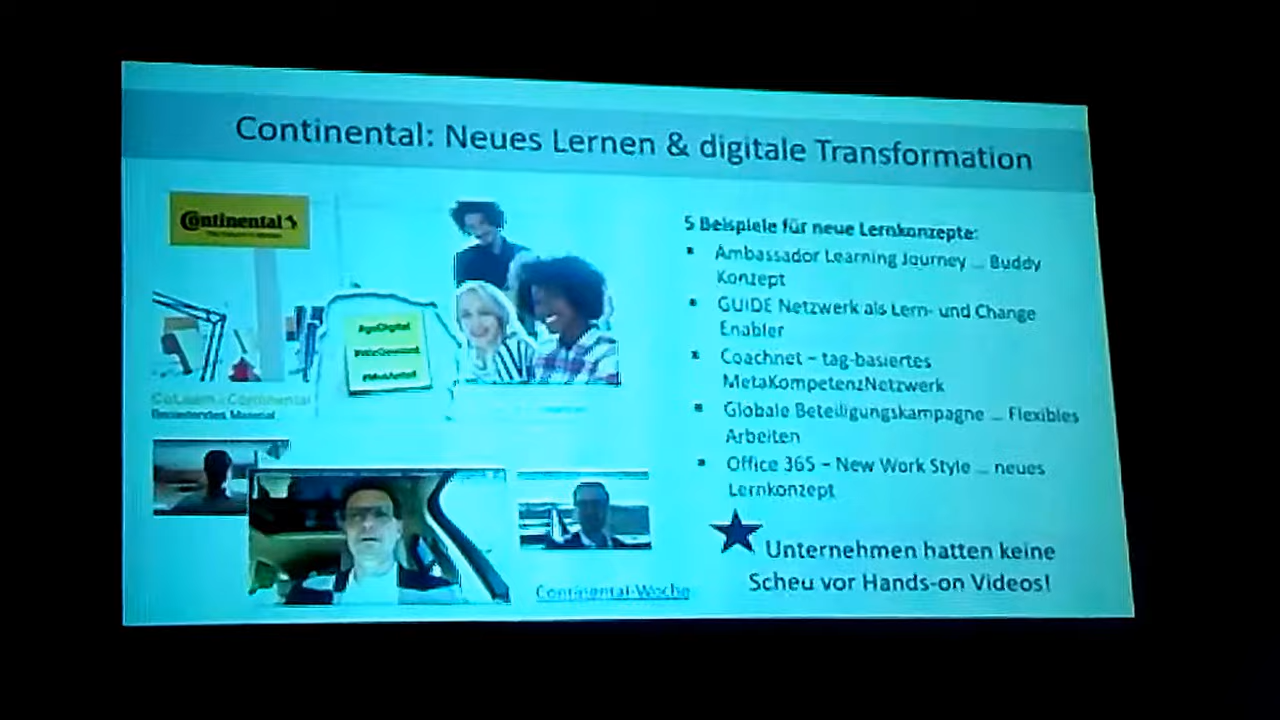 Continental: Neues Lernen & digitale Transformation
Continental
5 Beispiele für neue Lernkonzepte:
Ambassador Learning Journey ... Buddy
Konzept
GUIDE Netzwerk als Lern- und Change
Enabler
Coachnet – tag-basiertes
MetaKompetenzNetzwerk
Globale Beteiligungskampagne ... Flexibles
Arbeiten
Office 365 – New Work Style ... neues
Lernkonzept
Unternehmen hatten keine
Scheu vor Hands-on Videos!
CoLearn - Continental
Material
Continental-Woche